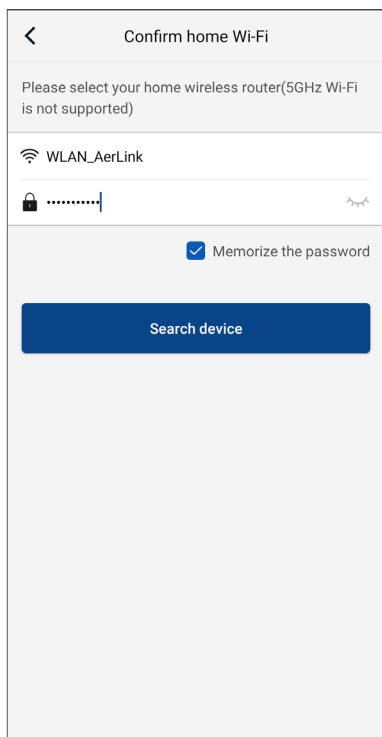 Confirm home Wi-Fi
Please select your home wireless router(5GHz Wi-Fi
is not supported)
WLAN_AerLink
•••••••••••
Memorize the password
Search device